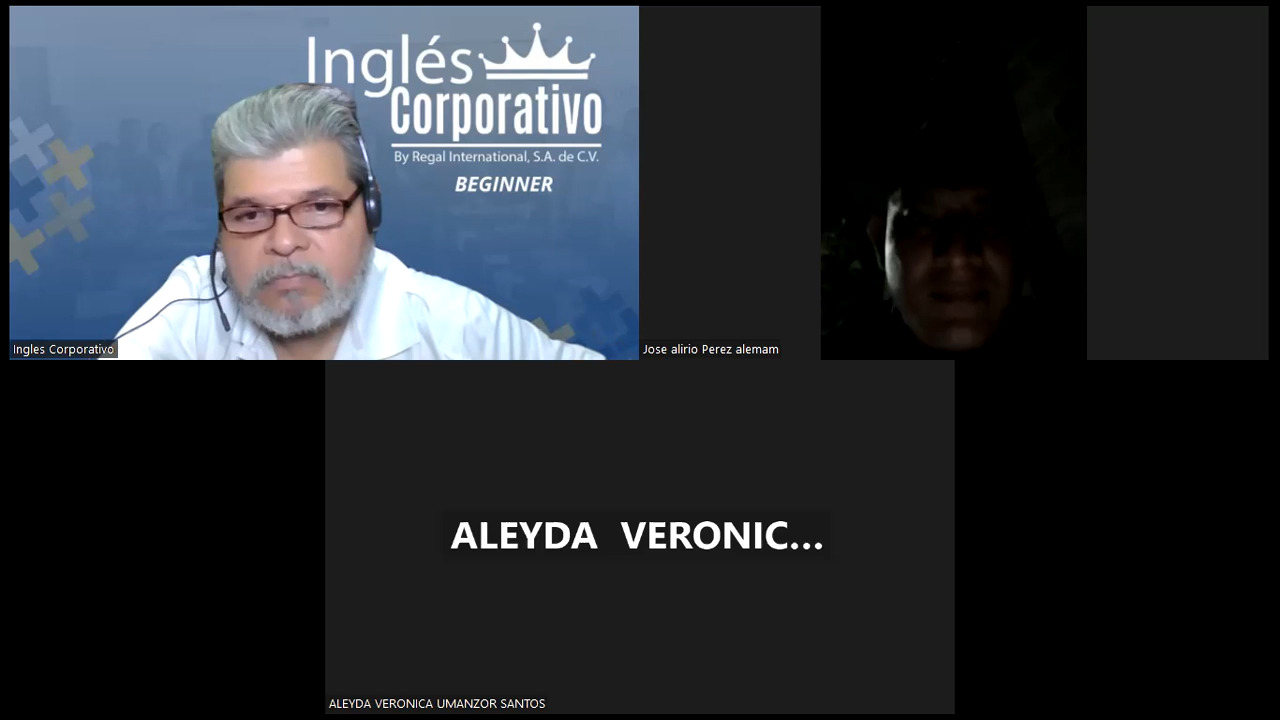 Inglés
Corporativo
By Regal International, S.A. de C.V.
BEGINNER
Ingles Corporativo
Jose alirio Perez alemam
ALEYDA VERONIC...
ALEYDA VERONICA UMANZOR SANTOS